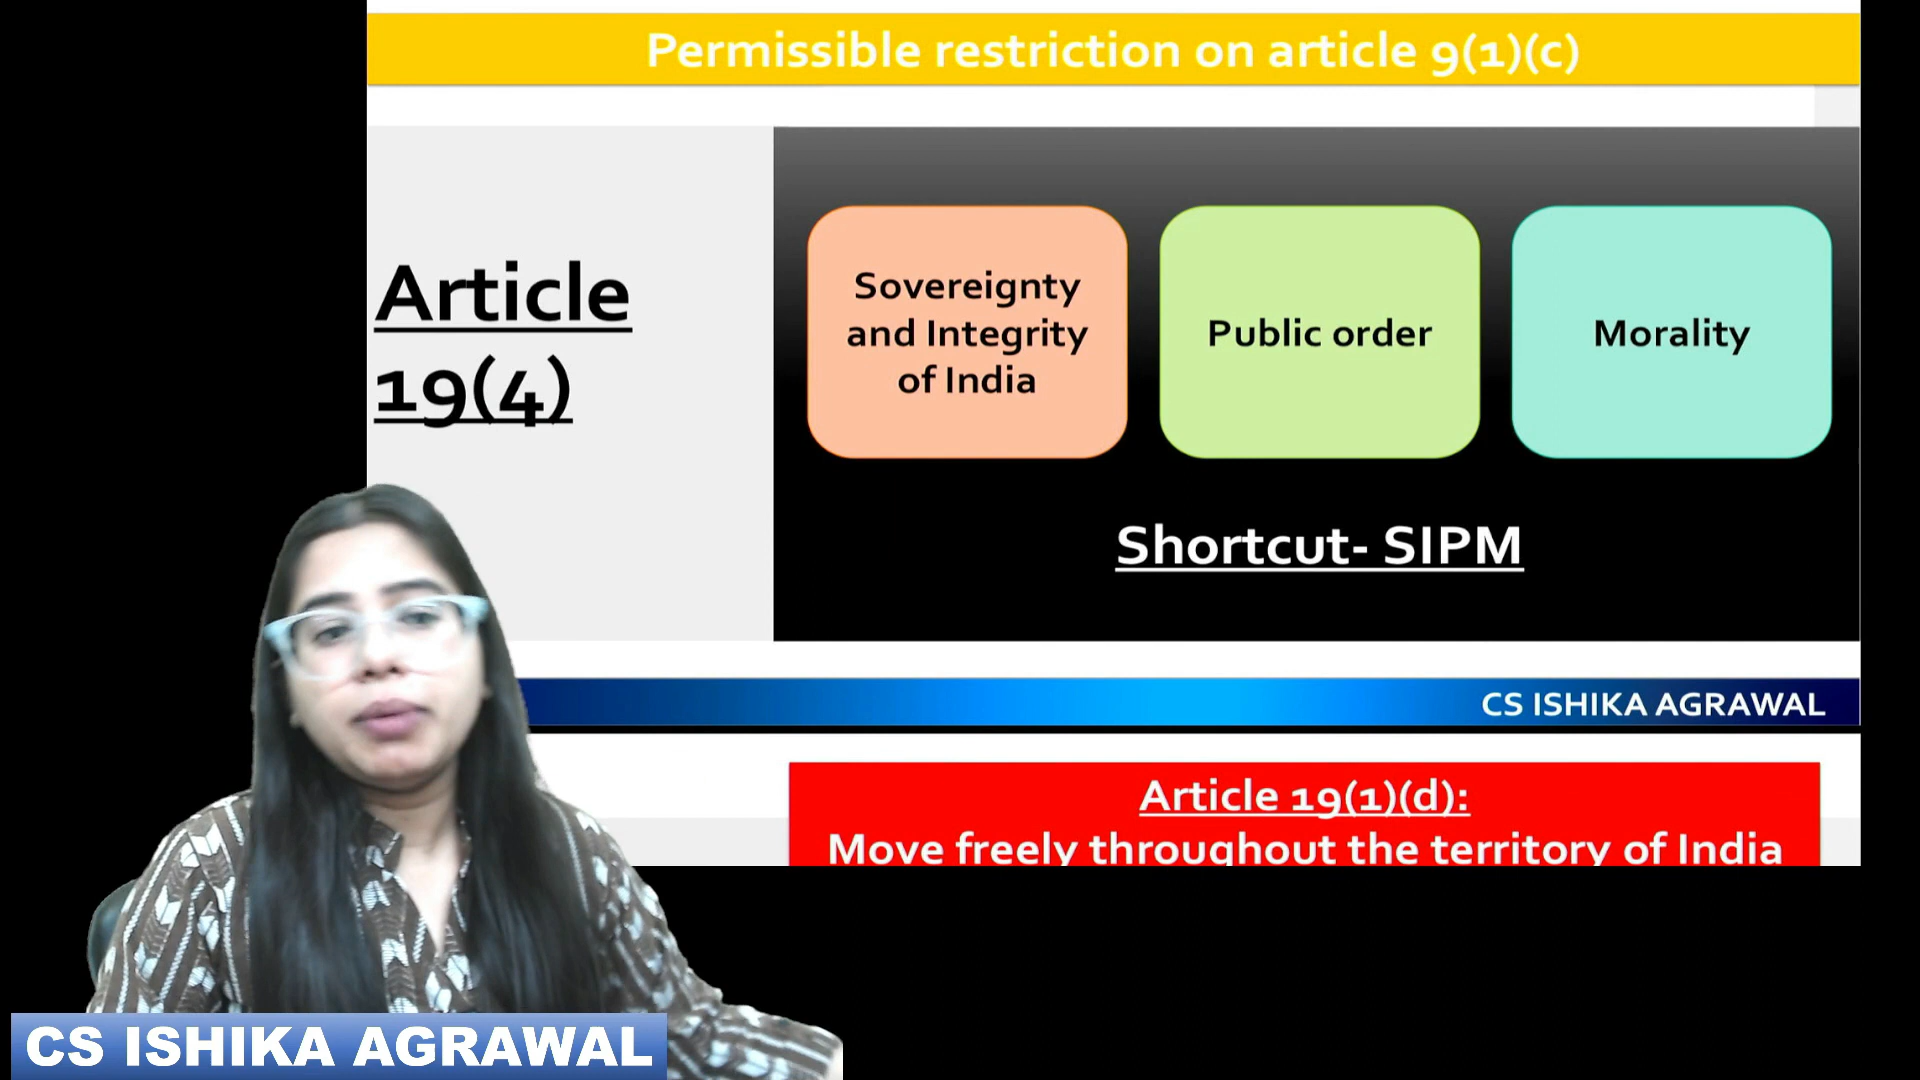 Permissible restriction on article 9(1)(c)
Article
19(4)
Sovereignty
and Integrity
of India
Public order
Morality
Shortcut- SIPM
CS ISHIKA AGRAWAL
Article 19(1)(d):
Move freely throughout the territory of India
CS ISHIKA AGRAWAL